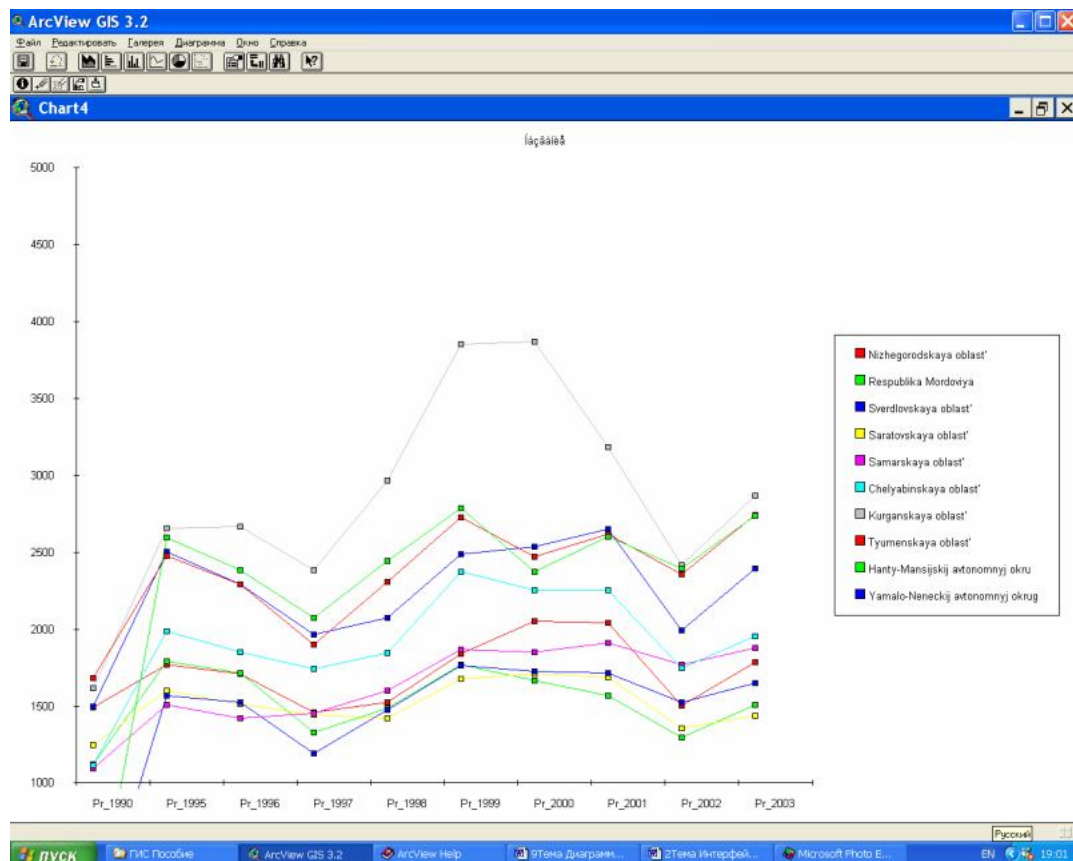 ArcView GIS 3.2
Файл Редактировать Галерея Диаграмма Окно Справка
Chart4
Íàçâàíèå
5000
4500
4000
3500
3000
2500
2000
1500
1000
Pr_1990 Pr_1995 Pr_1996 Pr_1997 Pr_1998 Pr_1999 Pr_2000 Pr_2001 Pr_2002 Pr_2003
Nizhegorodskaya oblast'
Respublika Mordoviya
Sverdlovskaya oblast'
Saratovskaya oblast'
Samarskaya oblast'
Chelyabinskaya oblast'
Kurganskaya oblast'
Tyumenskaya oblast'
Hanty-Mansijskij avtonomnyj okru
Yamalo-Neneckij avtonomnyj okrug
Русский
пуск ГИС Пособие ArcView GIS 3.2 ArcView Help 9Тема Диаграмм... 2Тема Интерфей... Microsoft Photo E... EN 19:01